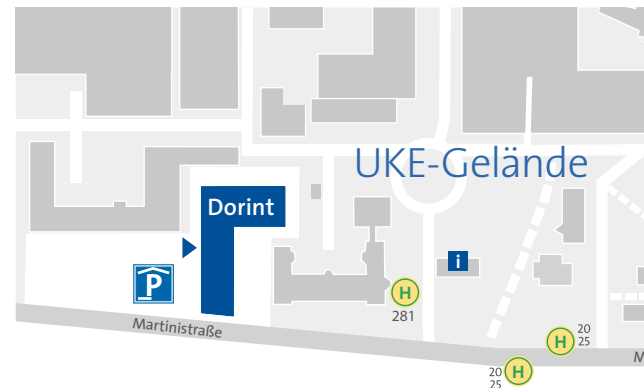 UKE-Gelände
Dorint
i
P
H
281
Martinistraße
H
20
25
M
20
25
H